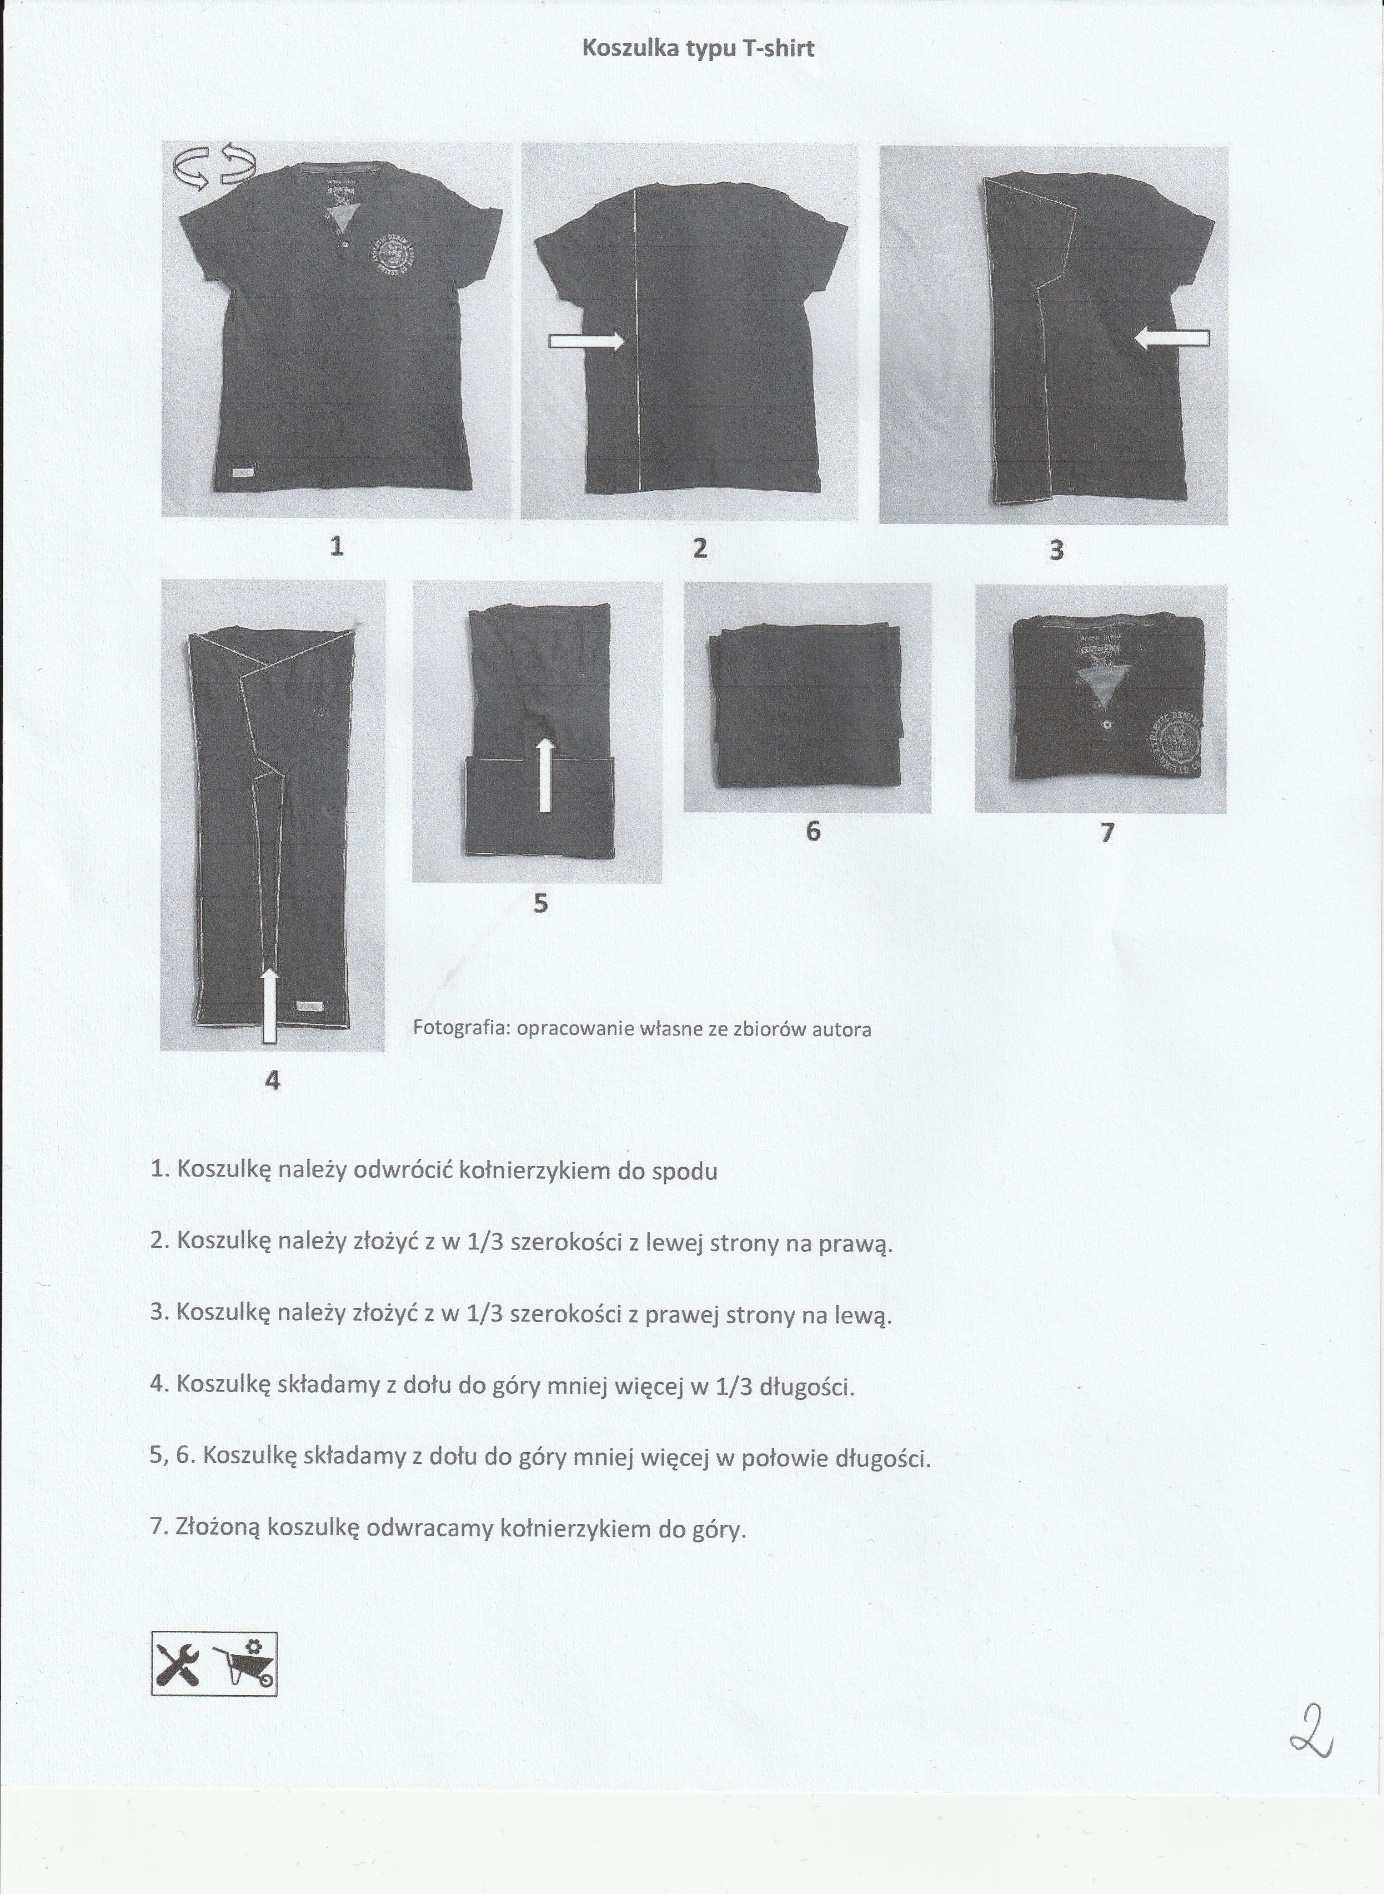 Koszulka typu T-shirt
1
2
3
4
5
6
7
Fotografia: opracowanie własne ze zbiorów autora
1. Koszulkę należy odwrócić kołnierzykiem do spodu
2. Koszulkę należy złożyć z w 1/3 szerokości z lewej strony na prawą.
3. Koszulkę należy złożyć z w 1/3 szerokości z prawej strony na lewą.
4. Koszulkę składamy z dołu do góry mniej więcej w 1/3 długości.
5, 6. Koszulkę składamy z dołu do góry mniej więcej w połowie długości.
7. Złożoną koszulkę odwracamy kołnierzykiem do góry.
2